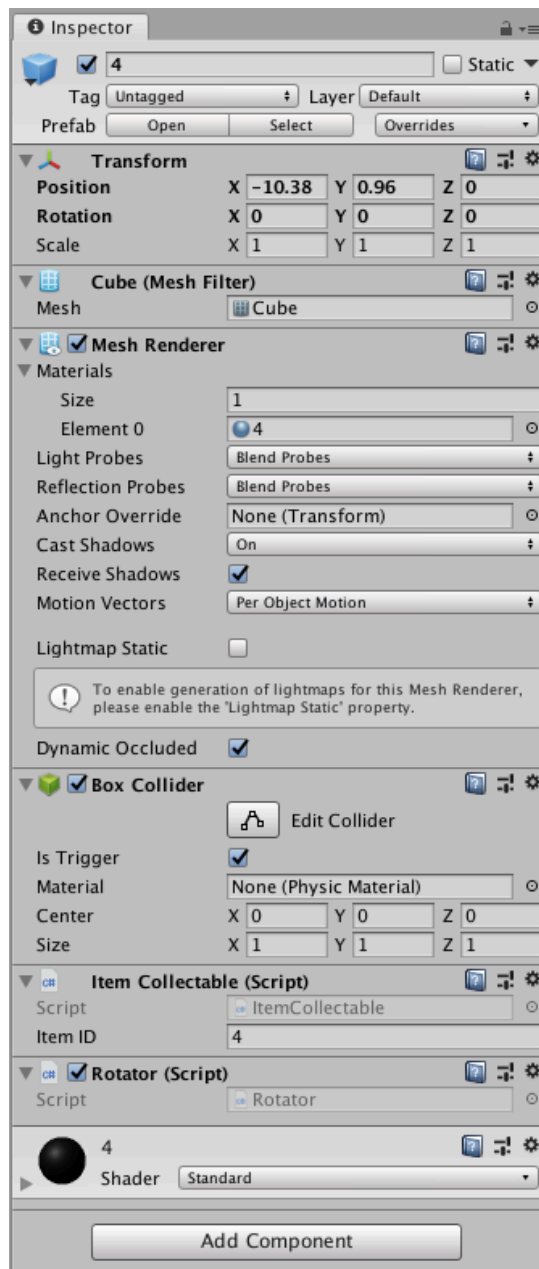 Inspector
4 Static
Tag Untagged Layer Default
Prefab Open Select Overrides
Transform
Position X -10.38 Y 0.96 Z 0
Rotation X 0 Y 0 Z 0
Scale X 1 Y 1 Z 1
Cube (Mesh Filter)
Mesh Cube
Mesh Renderer
Materials
Size 1
Element 0 4
Light Probes Blend Probes
Reflection Probes Blend Probes
Anchor Override None (Transform)
Cast Shadows On
Receive Shadows
Motion Vectors Per Object Motion
Lightmap Static
To enable generation of lightmaps for this Mesh Renderer,
please enable the 'Lightmap Static' property.
Dynamic Occluded
Box Collider
Edit Collider
Is Trigger
Material None (Physic Material)
Center X 0 Y 0 Z 0
Size X 1 Y 1 Z 1
C# Item Collectable (Script)
Script ItemCollectable
Item ID 4
C# Rotator (Script)
Script Rotator
4
Shader Standard
Add Component